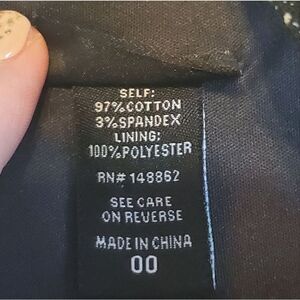 SELF:
97%COTTON
3%SPANDEX
LINING:
100%POLYESTER
RN# 148862
SEE CARE
ON REVERSE
MADE IN CHINA
00